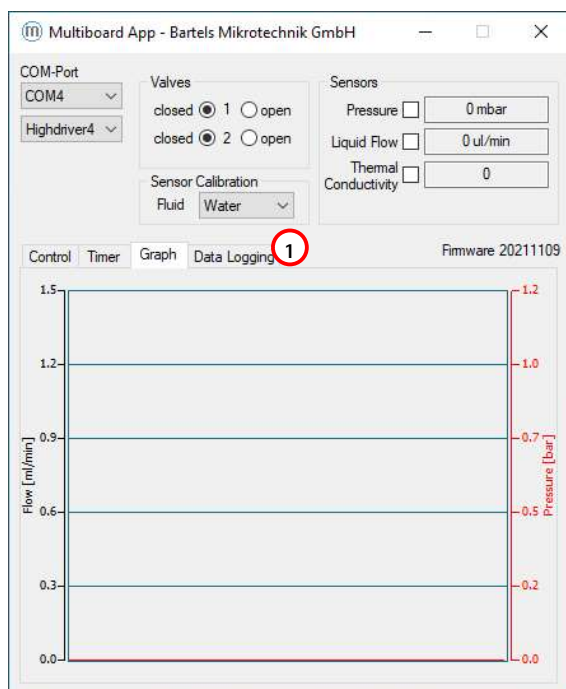 Multiboard App - Bartels Mikrotechnik GmbH
COM-Port
COM4
Highdriver4
Valves
closed 1 open
closed 2 open
Sensor Calibration
Fluid Water
Sensors
Pressure 0 mbar
Liquid Flow 0 ul/min
Thermal
Conductivity 0
Control Timer Graph Data Logging 1 Firmware 20211109
Flow [ml/min]
1.5
1.2
0.9
0.6
0.3
0.0
1.2
1.0
0.7
0.5
0.2
0.0
Pressure [bar]